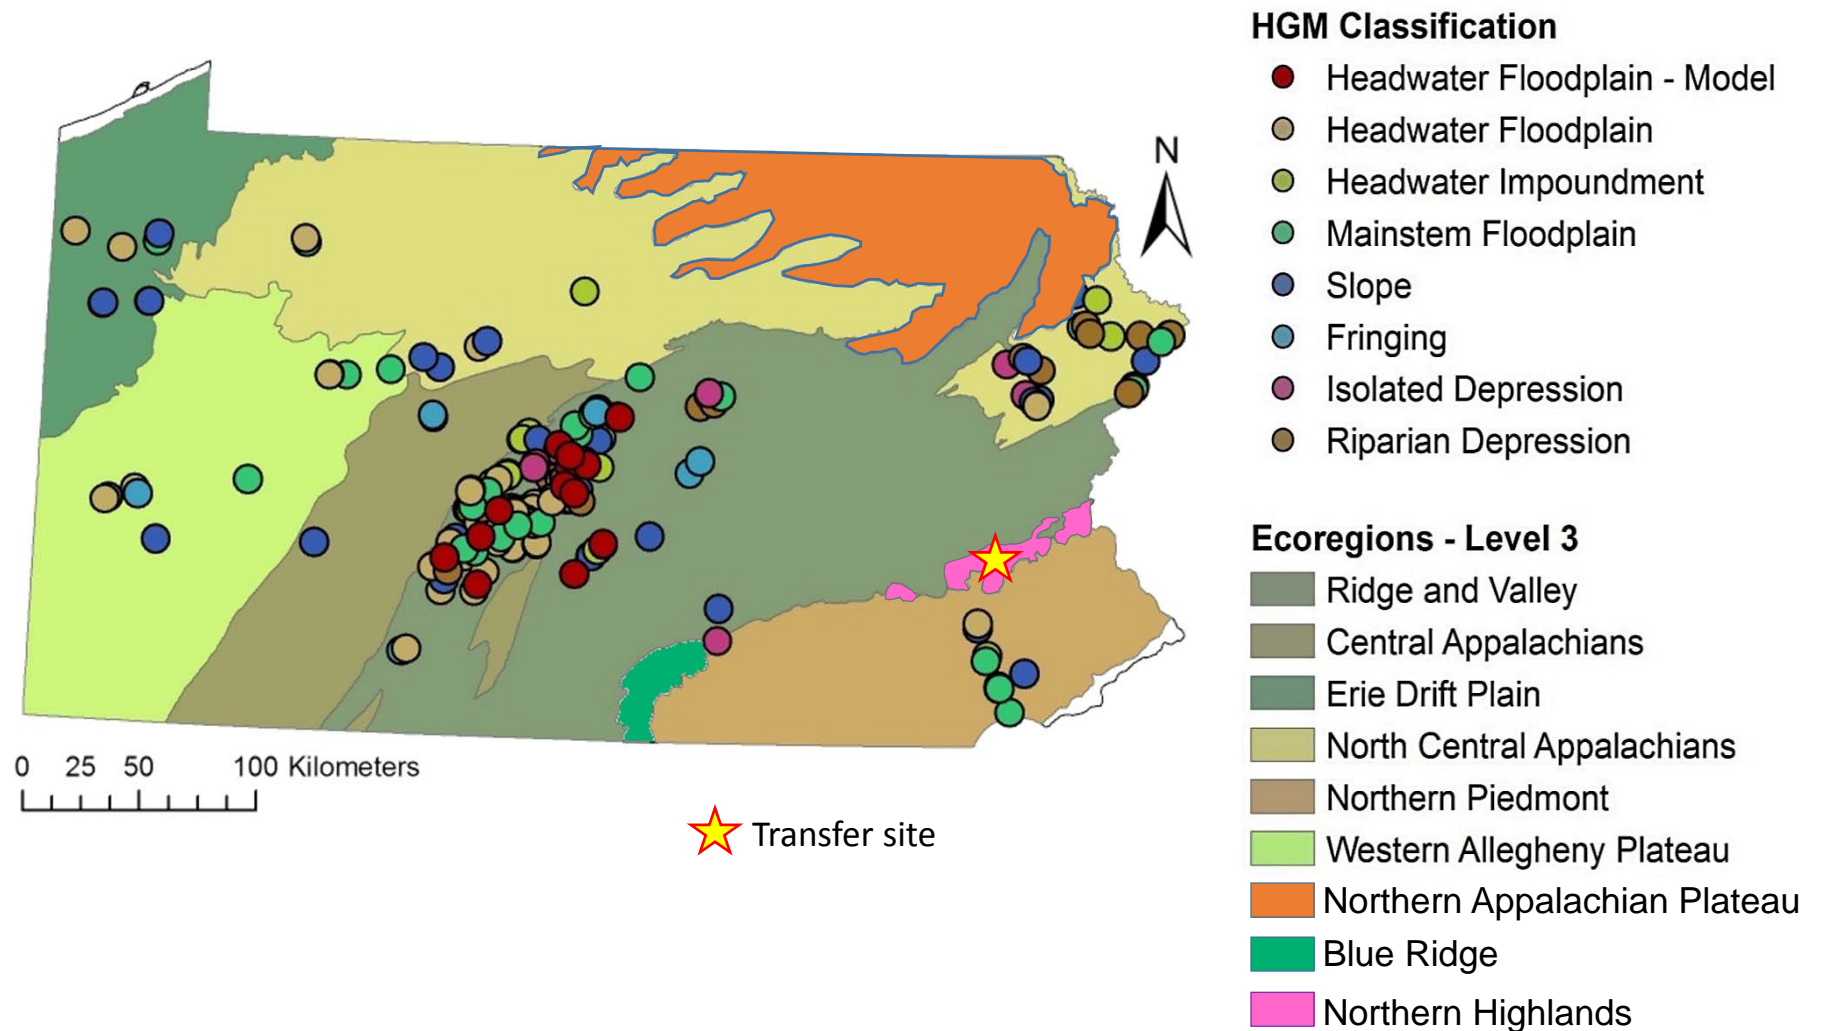 HGM Classification
Headwater Floodplain - Model
Headwater Floodplain
Headwater Impoundment
Mainstem Floodplain
Slope
Fringing
Isolated Depression
Riparian Depression
N
Ecoregions - Level 3
Ridge and Valley
Central Appalachians
Erie Drift Plain
North Central Appalachians
Northern Piedmont
Western Allegheny Plateau
Northern Appalachian Plateau
Blue Ridge
Northern Highlands
0 25 50 100 Kilometers
Transfer site